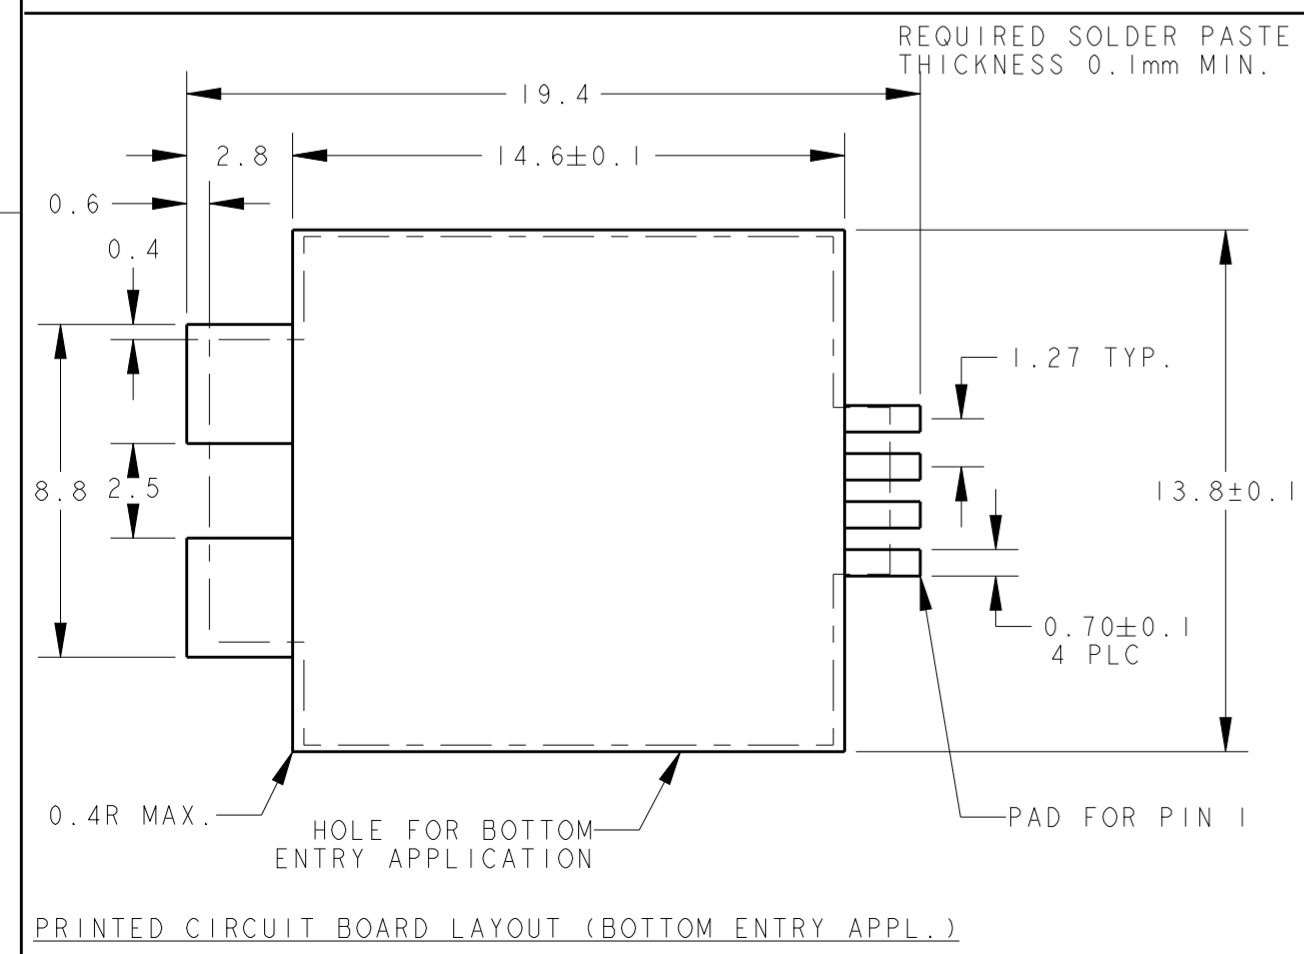 REQUIRED SOLDER PASTE
THICKNESS 0.1mm MIN.
19.4
2.8
14.6±0.1
0.6
0.4
1.27 TYP.
8.8
2.5
13.8±0.1
0.70±0.1
4 PLC
0.4R MAX.
HOLE FOR BOTTOM
ENTRY APPLICATION
PAD FOR PIN 1
PRINTED CIRCUIT BOARD LAYOUT (BOTTOM ENTRY APPL.)